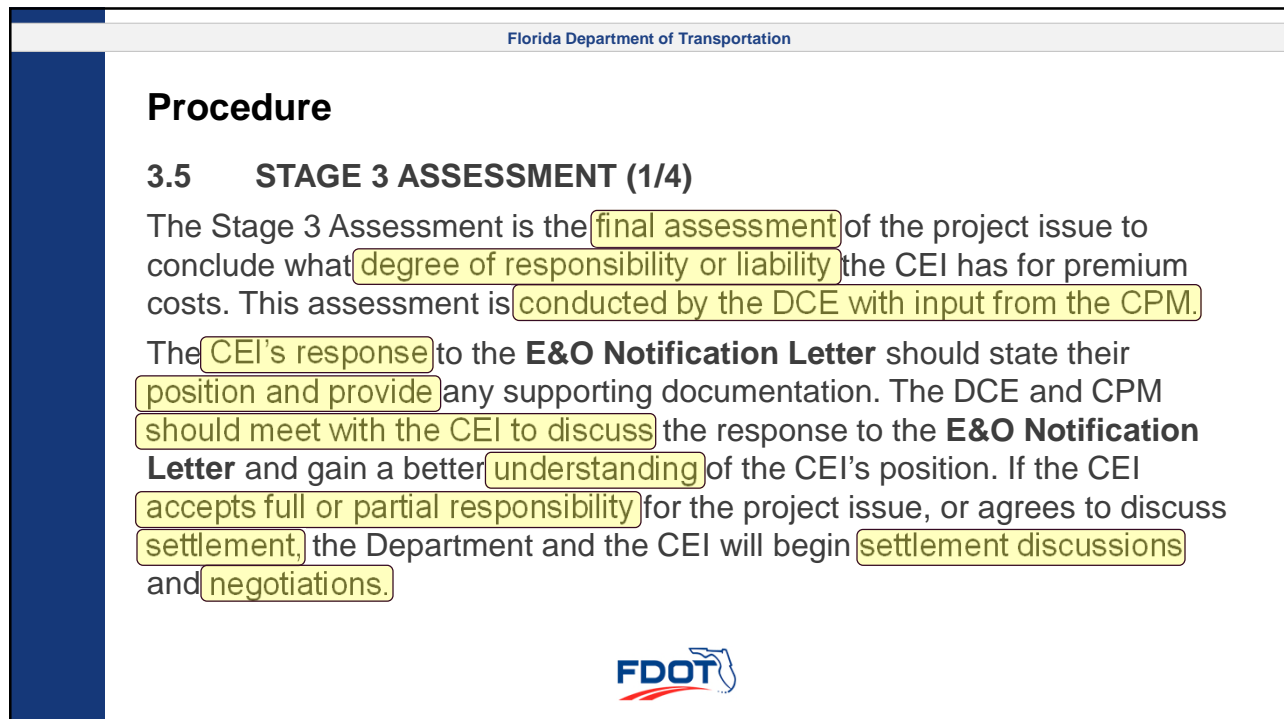 Florida Department of Transportation
Procedure
3.5 STAGE 3 ASSESSMENT (1/4)
The Stage 3 Assessment is the final assessment of the project issue to
conclude what degree of responsibility or liability the CEI has for premium
costs. This assessment is conducted by the DCE with input from the CPM.
The CEI’s response to the E&O Notification Letter should state their
position and provide any supporting documentation. The DCE and CPM
should meet with the CEI to discuss the response to the E&O Notification
Letter and gain a better understanding of the CEI’s position. If the CEI
accepts full or partial responsibility for the project issue, or agrees to discuss
settlement, the Department and the CEI will begin settlement discussions
and negotiations.
FDOT